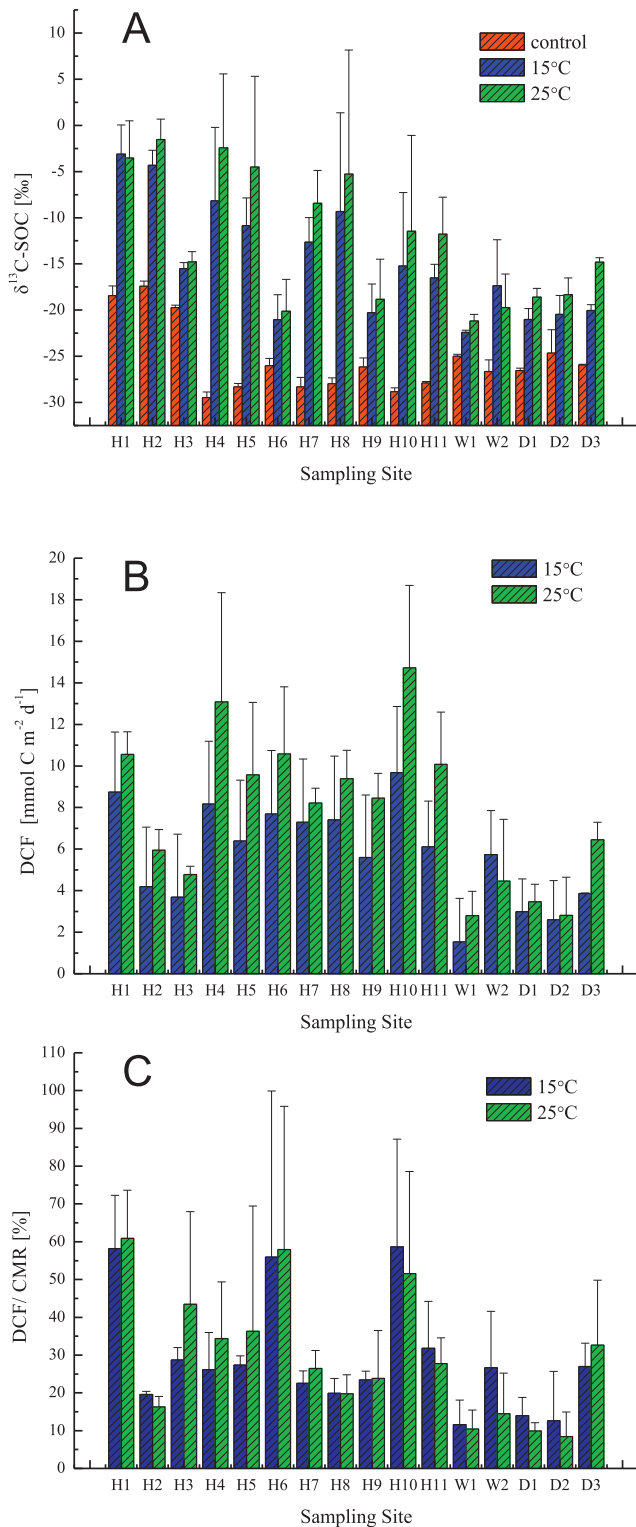 A
control
15°C
25°C
10
5
0
-5
-10
-15
-20
-25
-30
δ¹³C-SOC [‰]
H1 H2 H3 H4 H5 H6 H7 H8 H9 H10 H11 W1 W2 D1 D2 D3
Sampling Site
B
15°C
25°C
20
18
16
14
12
10
8
6
4
2
0
DCF [mmol C m⁻² d⁻¹]
H1 H2 H3 H4 H5 H6 H7 H8 H9 H10 H11 W1 W2 D1 D2 D3
Sampling Site
C
15°C
25°C
110
100
90
80
70
60
50
40
30
20
10
0
DCF/ CMR [%]
H1 H2 H3 H4 H5 H6 H7 H8 H9 H10 H11 W1 W2 D1 D2 D3
Sampling Site